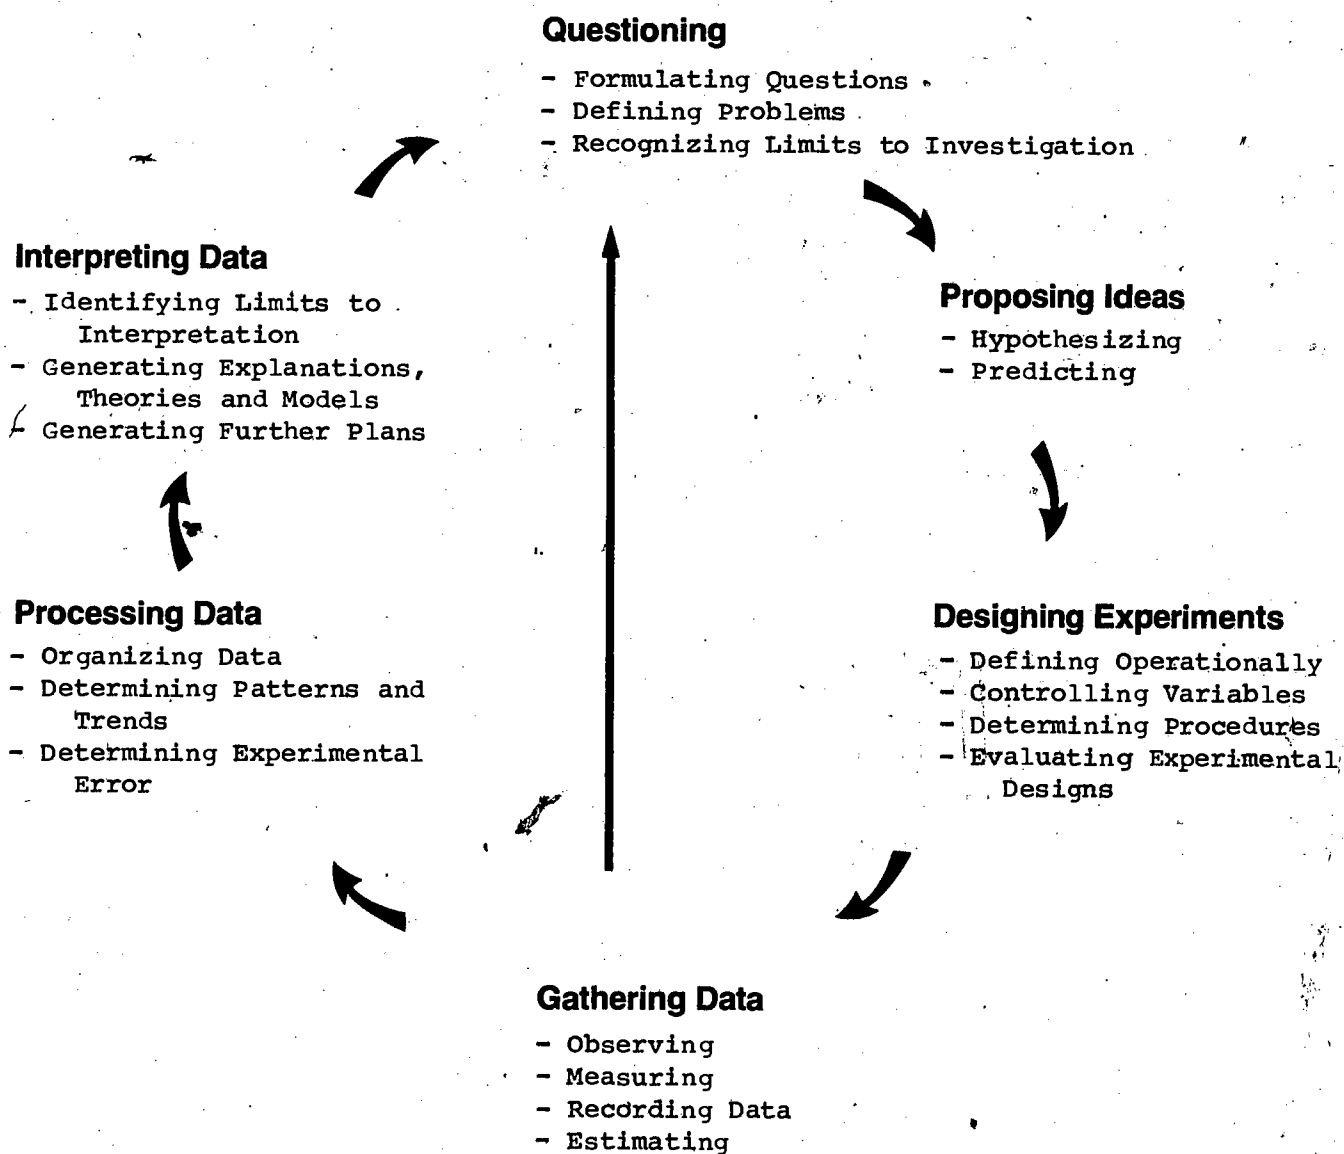 Questioning
- Formulating Questions
- Defining Problems
- Recognizing Limits to Investigation
Interpreting Data
- Identifying Limits to
Interpretation
- Generating Explanations,
Theories and Models
- Generating Further Plans
Proposing Ideas
- Hypothesizing
- Predicting
Processing Data
- Organizing Data
- Determining Patterns and
Trends
- Determining Experimental
Error
Designing Experiments
- Defining Operationally
- Controlling Variables
- Determining Procedures
- Evaluating Experimental
Designs
Gathering Data
- Observing
- Measuring
- Recording Data
- Estimating